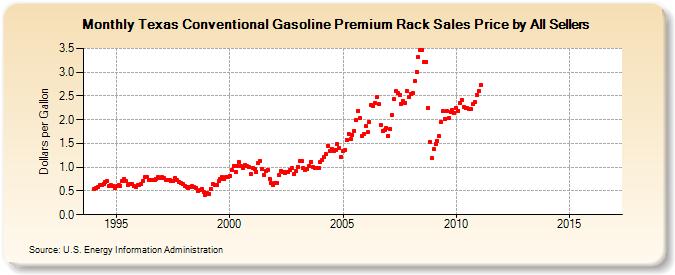 Monthly Texas Conventional Gasoline Premium Rack Sales Price by All Sellers
Dollars per Gallon
3.5
3.0
2.5
2.0
1.5
1.0
0.5
0.0
1995 2000 2005 2010 2015
Source: U.S. Energy Information Administration